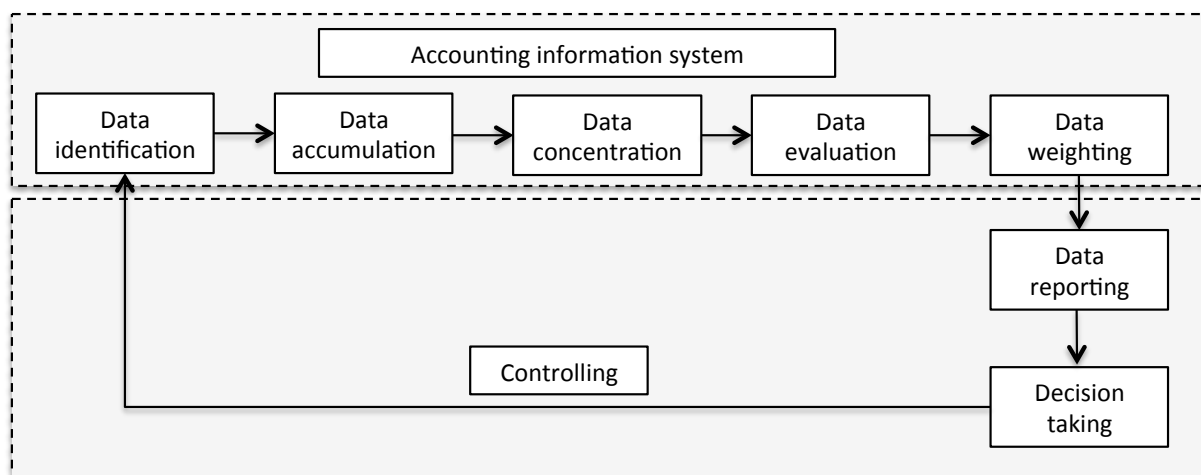 Accounting information system
Data
identification
Data
accumulation
Data
concentration
Data
evaluation
Data
weighting
Data
reporting
Controlling
Decision
taking